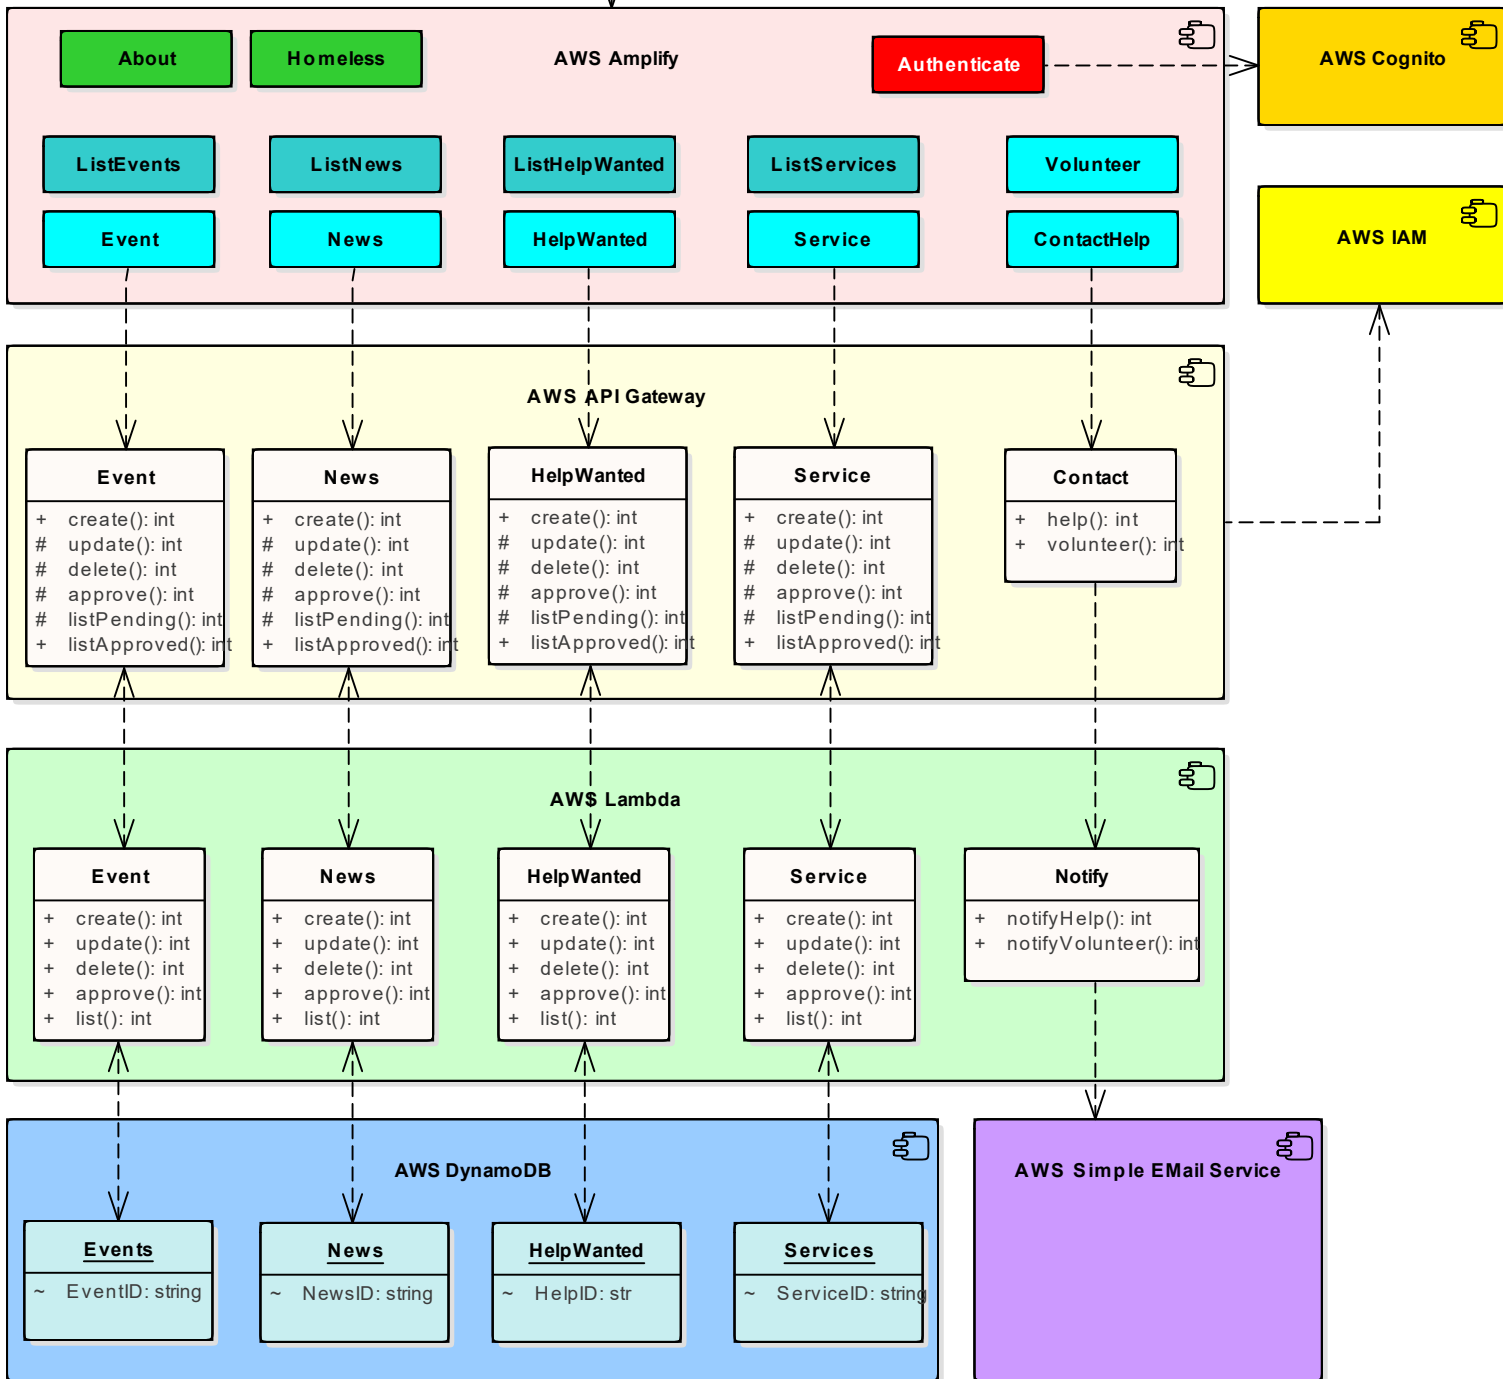 About
Homeless
AWS Amplify
Authenticate
AWS Cognito
ListEvents
ListNews
ListHelpWanted
ListServices
Volunteer
Event
News
HelpWanted
Service
ContactHelp
AWS IAM
AWS API Gateway
Event
+ create(): int
# update(): int
# delete(): int
# approve(): int
# listPending(): int
+ listApproved(): int
News
+ create(): int
# update(): int
# delete(): int
# approve(): int
# listPending(): int
+ listApproved(): int
HelpWanted
+ create(): int
# update(): int
# delete(): int
# approve(): int
# listPending(): int
+ listApproved(): int
Service
+ create(): int
# update(): int
# delete(): int
# approve(): int
# listPending(): int
+ listApproved(): int
Contact
+ help(): int
+ volunteer(): int
AWS Lambda
Event
+ create(): int
+ update(): int
+ delete(): int
+ approve(): int
+ list(): int
News
+ create(): int
+ update(): int
+ delete(): int
+ approve(): int
+ list(): int
HelpWanted
+ create(): int
+ update(): int
+ delete(): int
+ approve(): int
+ list(): int
Service
+ create(): int
+ update(): int
+ delete(): int
+ approve(): int
+ list(): int
Notify
+ notifyHelp(): int
+ notifyVolunteer(): int
AWS DynamoDB
AWS Simple EMail Service
Events
~ EventID: string
News
~ NewsID: string
HelpWanted
~ HelpID: str
Services
~ ServiceID: string